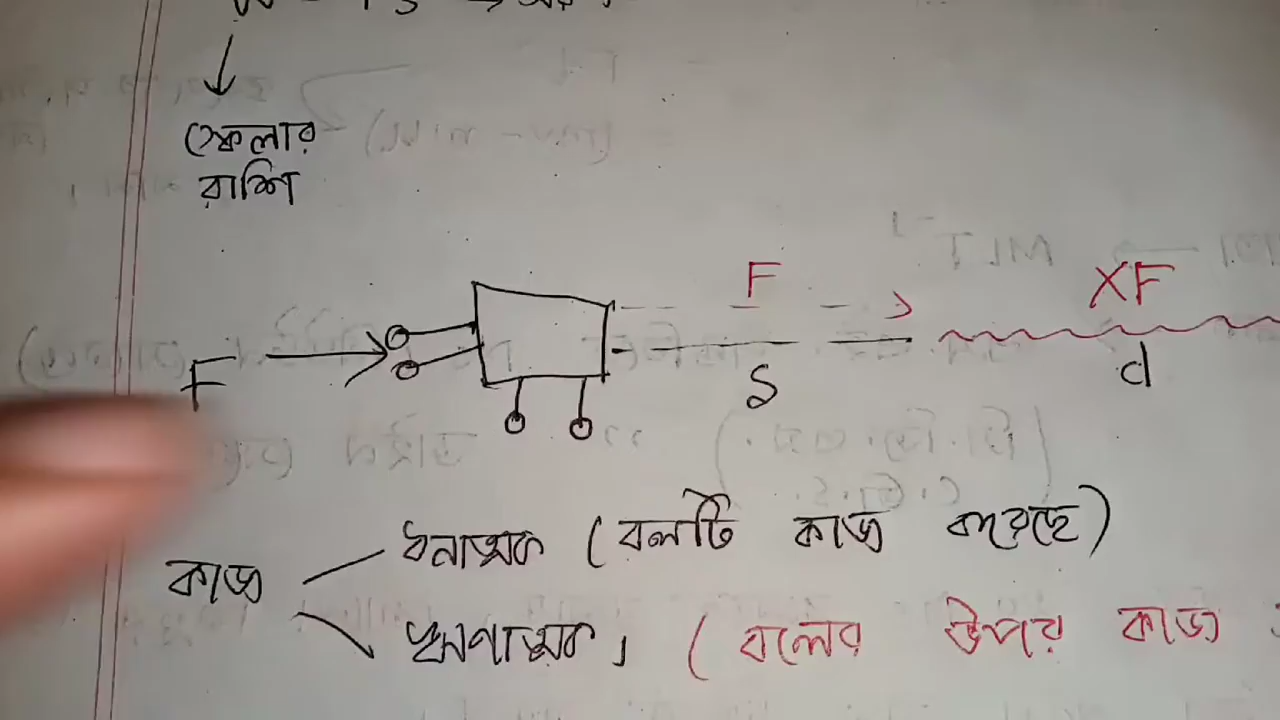 স্কেলার
রাশি
F
XF
F
S
d
কাজ
ধনাত্মক (বলটি কাজ করেছে)
ঋণাত্মক। (বলের উপর কাজ